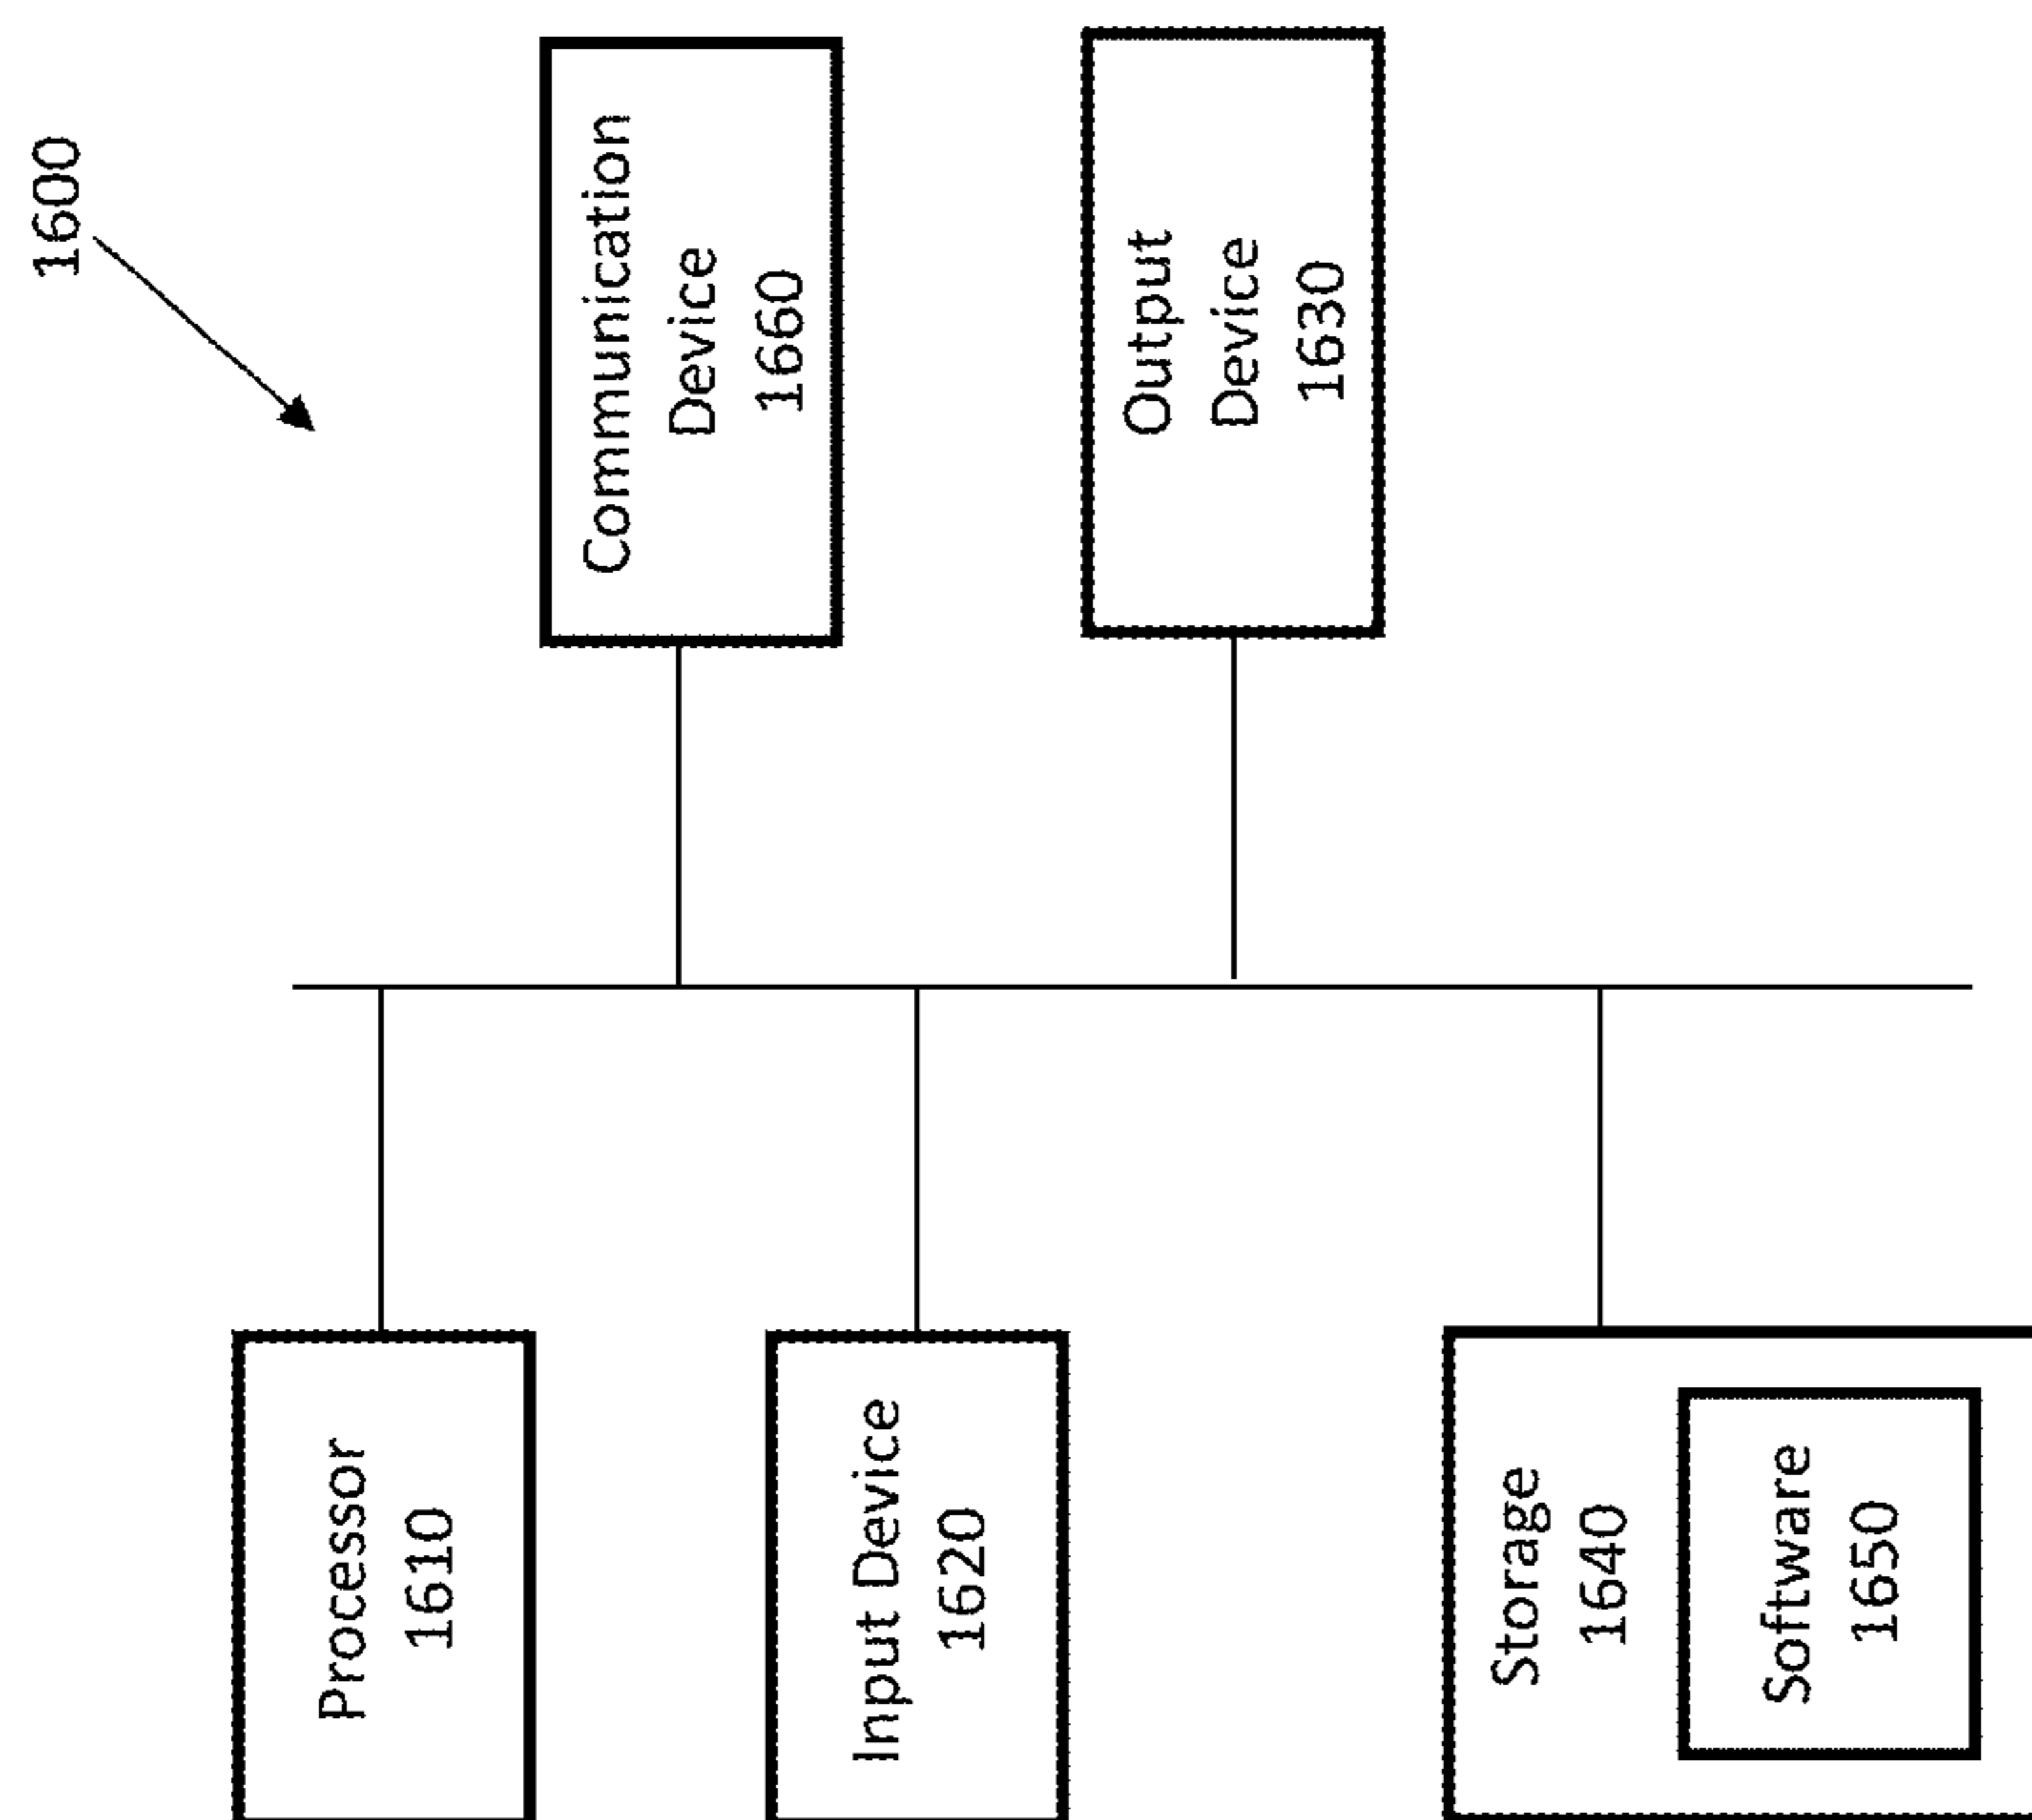 1600
Processor
1610
Communication
Device
1660
Input Device
1620
Output
Device
1630
Storage
1640
Software
1650